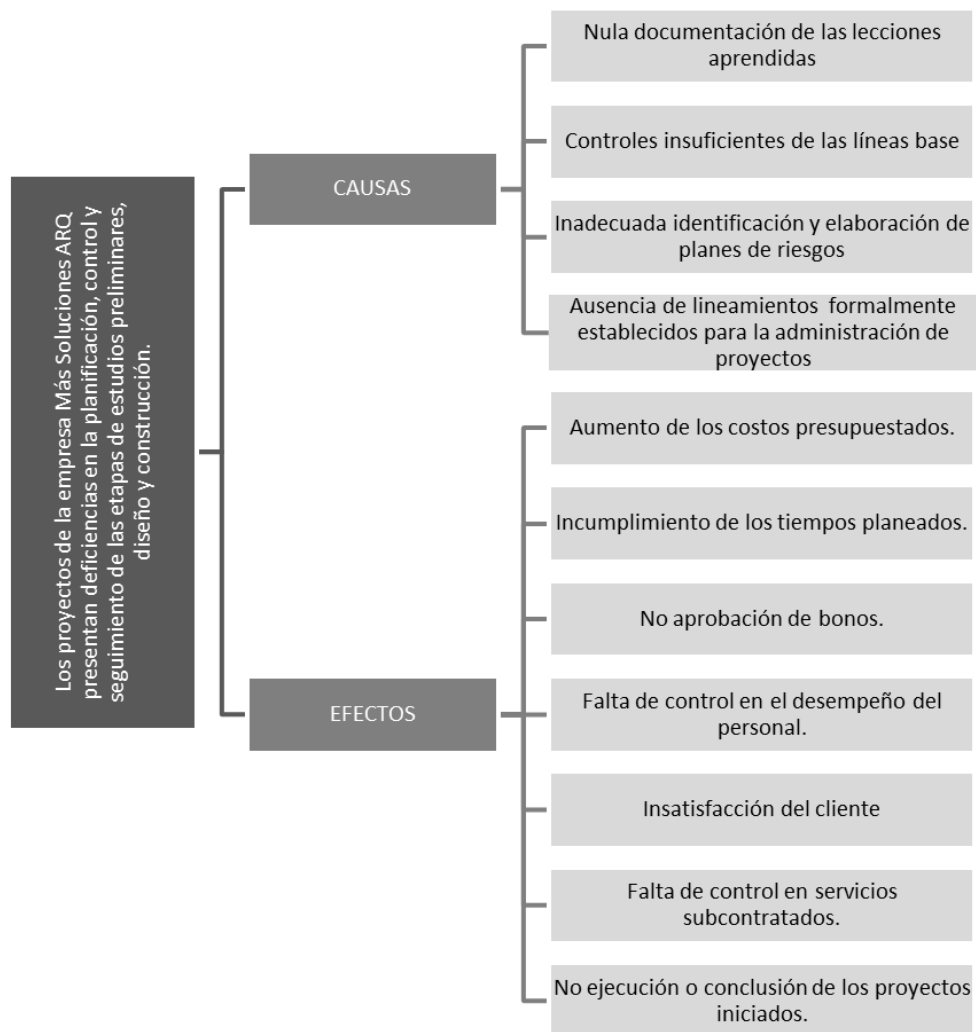 Los proyectos de la empresa Más Soluciones ARQ
presentan deficiencias en la planificación, control y
seguimiento de las etapas de estudios preliminares,
diseño y construcción.
CAUSAS
Nula documentación de las lecciones
aprendidas
Controles insuficientes de las líneas base
Inadecuada identificación y elaboración de
planes de riesgos
Ausencia de lineamientos formalmente
establecidos para la administración de
proyectos
EFECTOS
Aumento de los costos presupuestados.
Incumplimiento de los tiempos planeados.
No aprobación de bonos.
Falta de control en el desempeño del
personal.
Insatisfacción del cliente
Falta de control en servicios
subcontratados.
No ejecución o conclusión de los proyectos
iniciados.